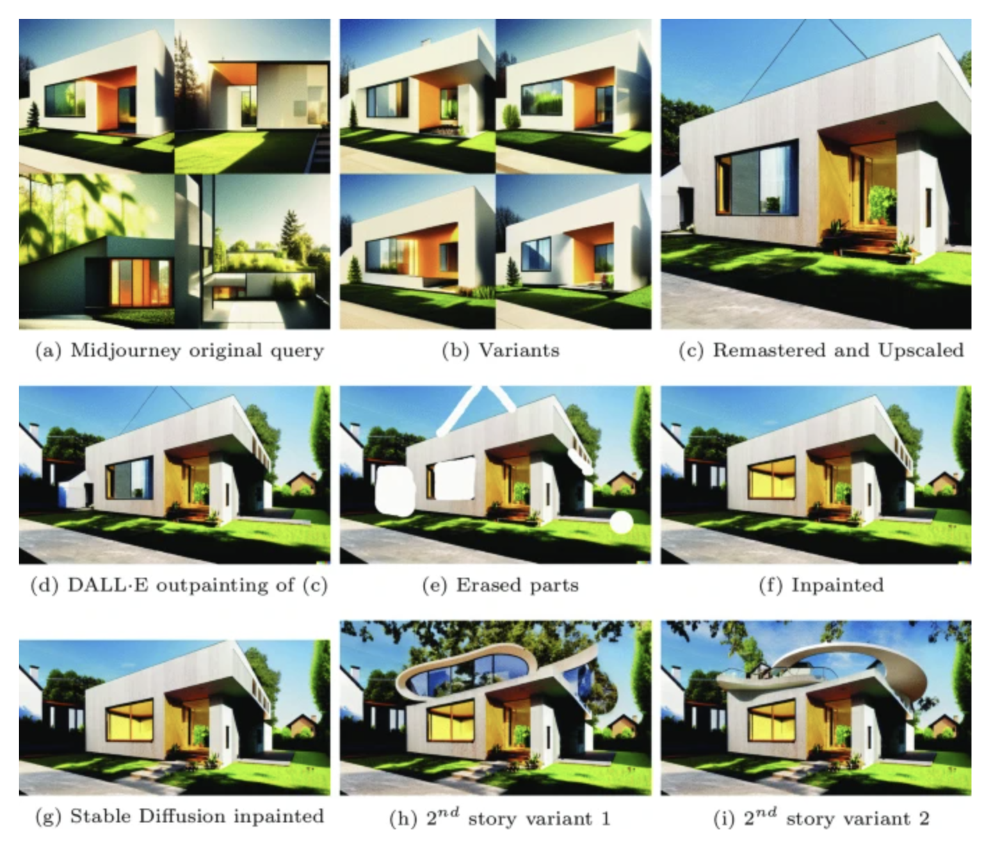 (a) Midjourney original query
(b) Variants
(c) Remastered and Upscaled
(d) DALL·E outpainting of (c)
(e) Erased parts
(f) Inpainted
(g) Stable Diffusion inpainted
(h) 2nd story variant 1
(i) 2nd story variant 2